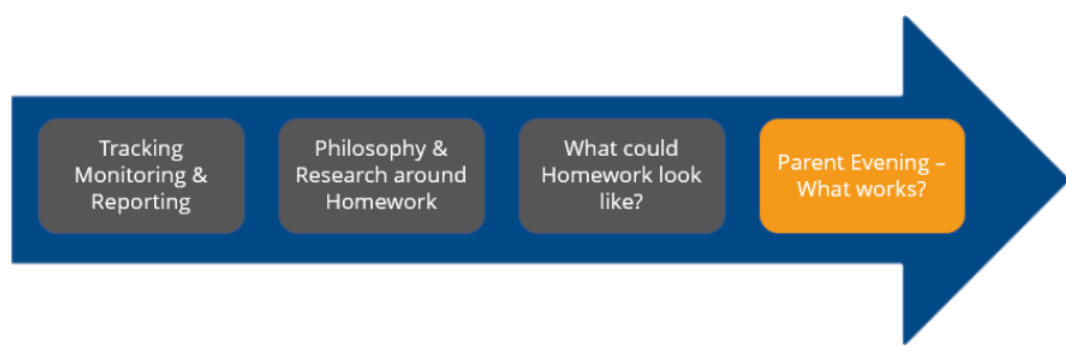 Tracking
Monitoring &
Reporting
Philosophy &
Research around
Homework
What could
Homework look
like?
Parent Evening –
What works?